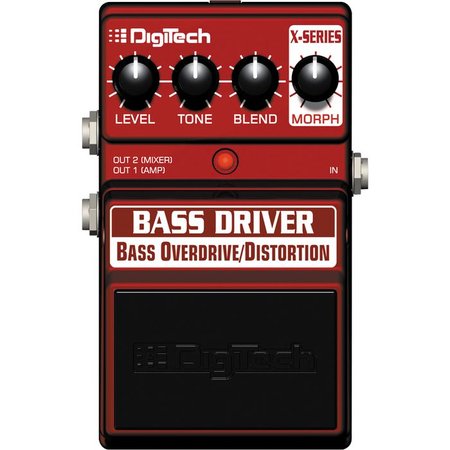 DigiTech
X-SERIES
LEVEL TONE BLEND MORPH
OUT 2 (MIXER)
OUT 1 (AMP) IN
BASS DRIVER
BASS OVERDRIVE/DISTORTION
DigiTech